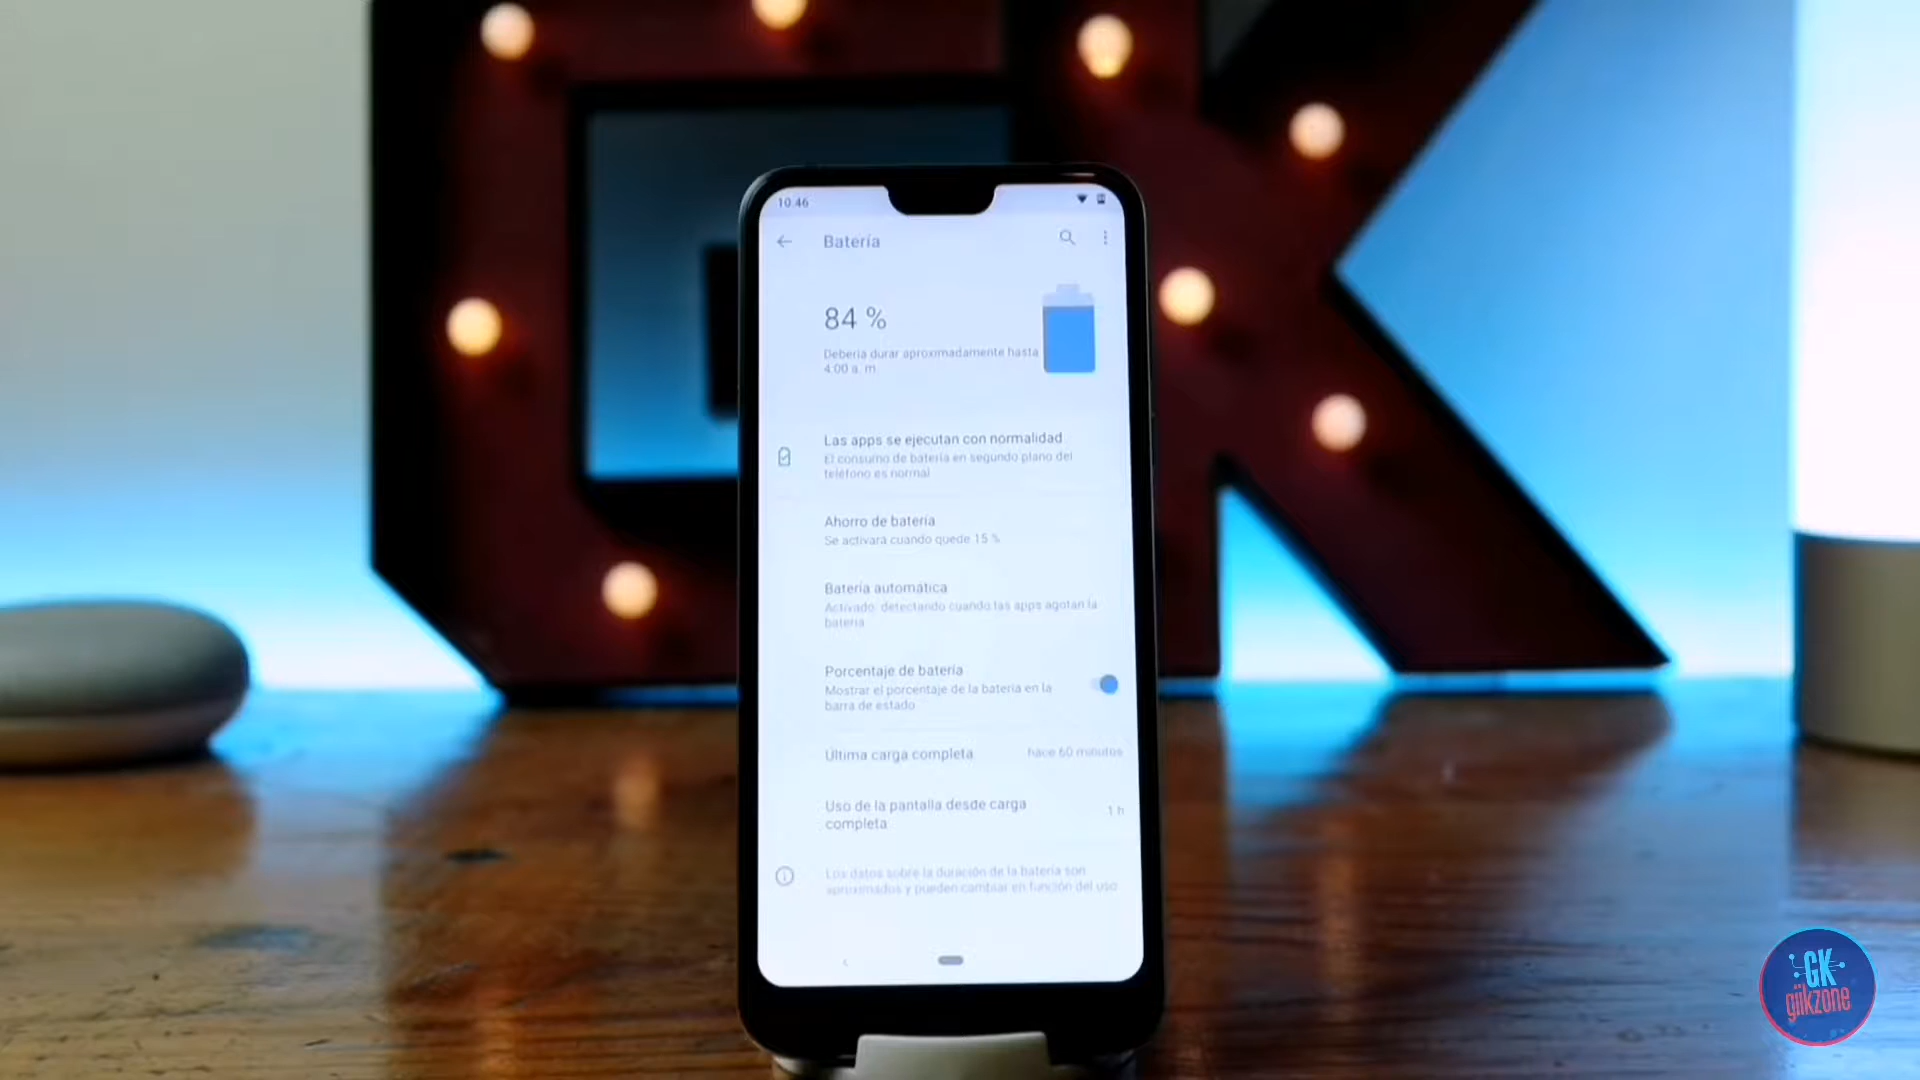 GK
10:46
Batería
84 %
Debería durar aproximadamente hasta
4:00 a. m.
Las apps se ejecutan con normalidad
El consumo de batería en segundo plano del
teléfono es normal
Ahorro de batería
Se activará cuando quede 15 %
Batería automática
Activado: detectando cuándo las apps agotan la
batería
Porcentaje de batería
Mostrar el porcentaje de la batería en la
barra de estado
Última carga completa
hace 60 minutos
Uso de la pantalla desde carga
completa
1 h
Los datos sobre la duración de la batería son
aproximados y pueden cambiar en función del uso
GK
giikzone